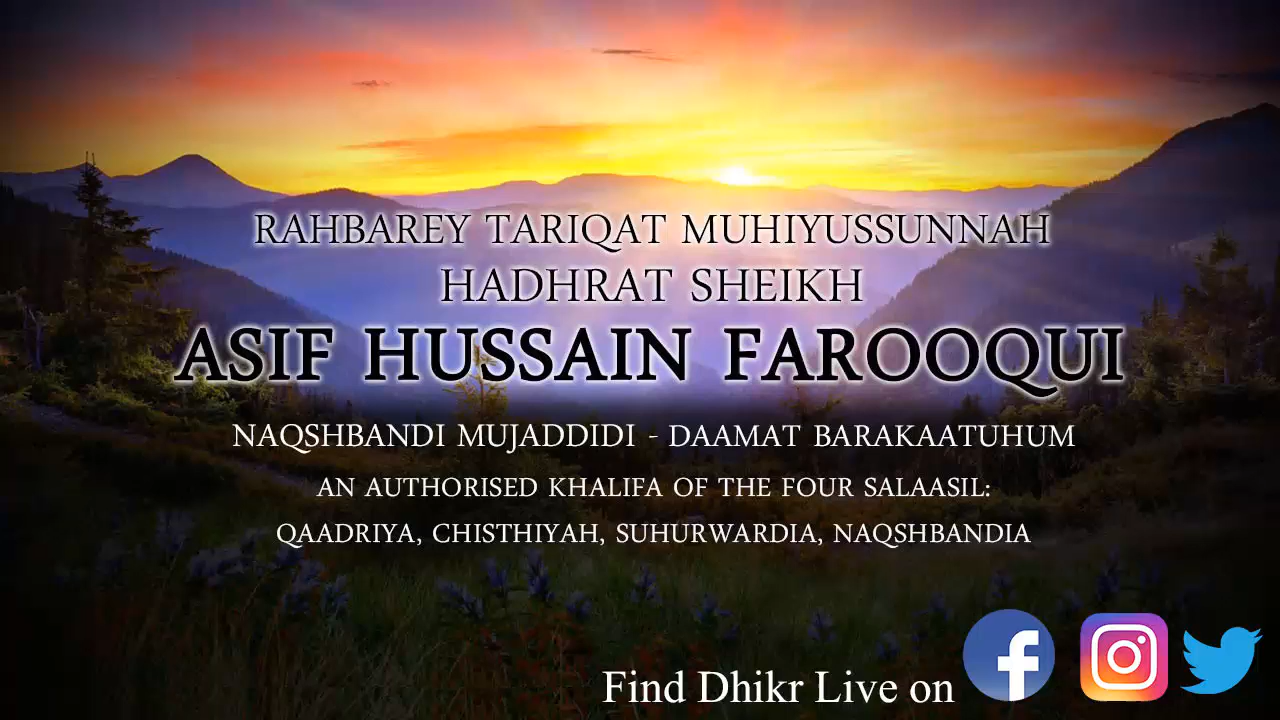 RAHBAREY TARIQAT MUHIYUSSUNNAH
HADHRAT SHEIKH
ASIF HUSSAIN FAROOQUI
NAQSHBANDI MUJADDIDI - DAAMAT BARAKAATUHUM
AN AUTHORISED KHALIFA OF THE FOUR SALAASIL:
QAADRIYA, CHISTHIYAH, SUHURWARDIA, NAQSHBANDIA
Find Dhikr Live on